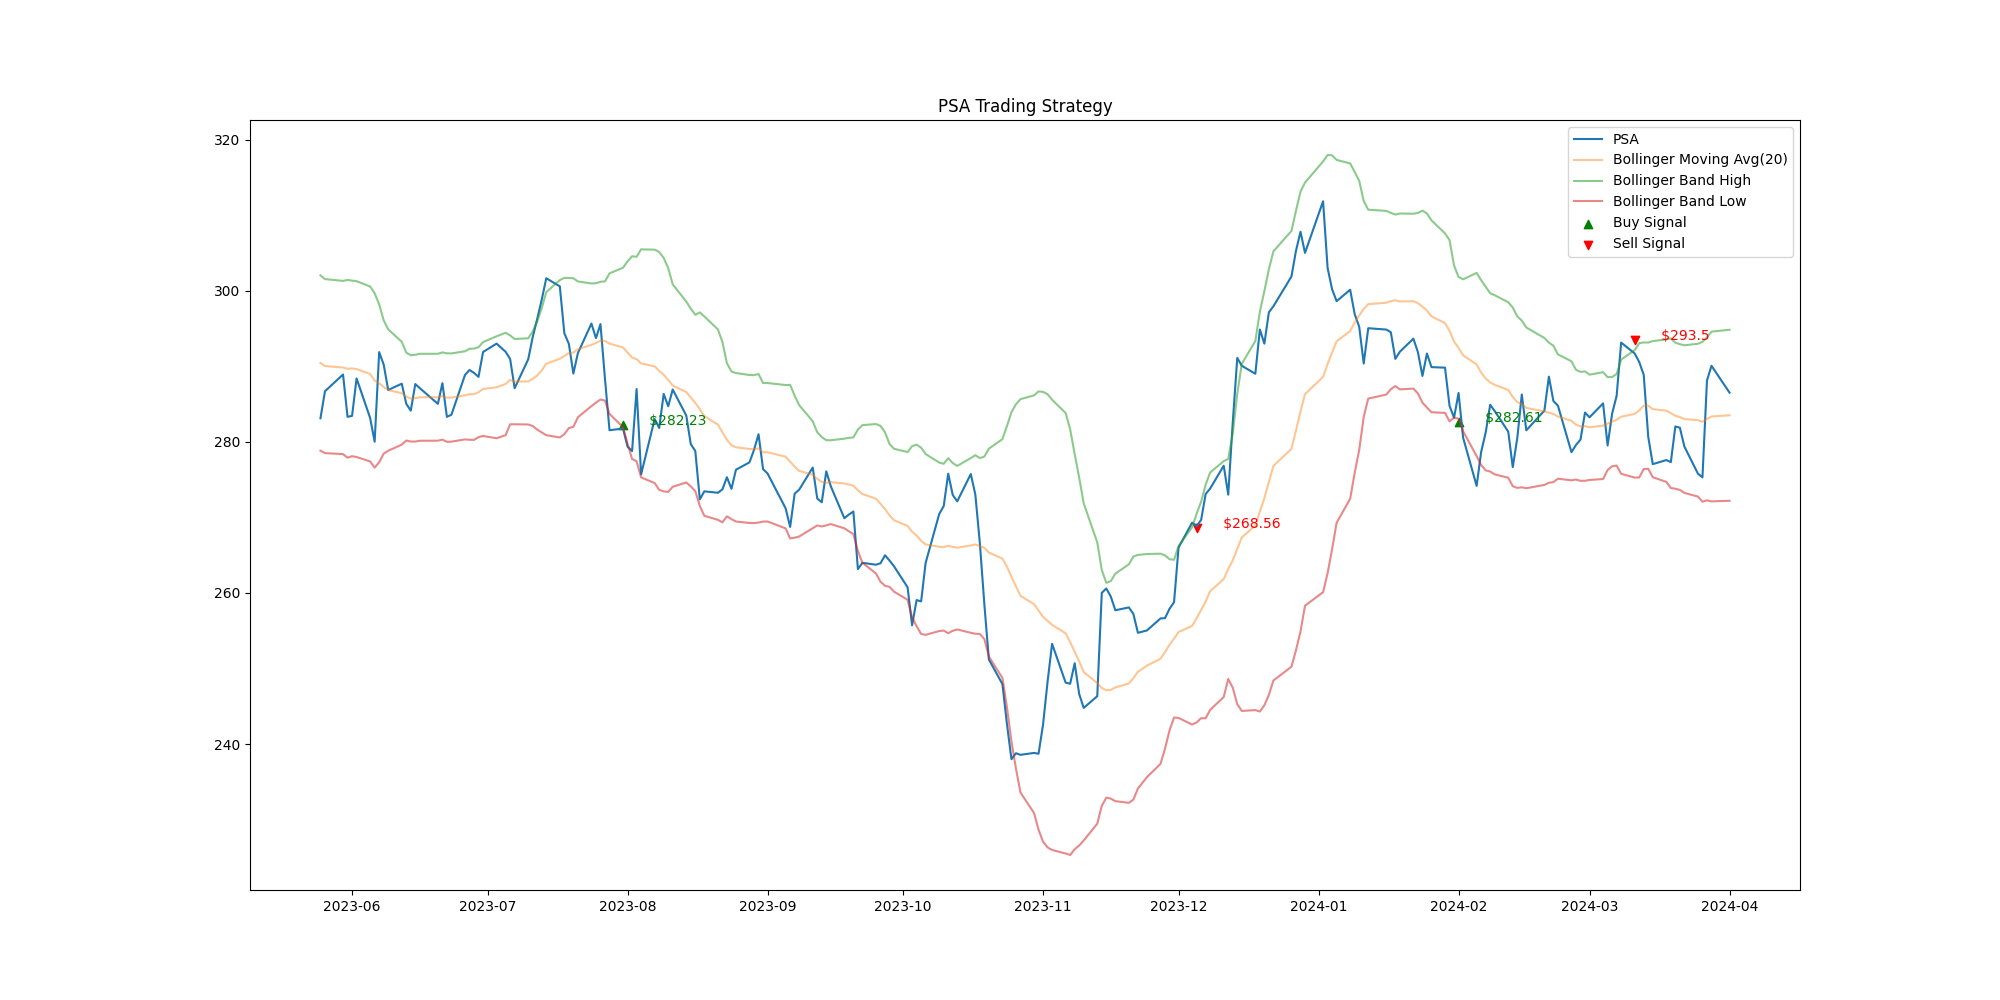 PSA Trading Strategy
320
300
280
260
240
PSA
Bollinger Moving Avg(20)
Bollinger Band High
Bollinger Band Low
Buy Signal
Sell Signal
$282.23
$268.56
$282.61
$293.5
2023-06
2023-07
2023-08
2023-09
2023-10
2023-11
2023-12
2024-01
2024-02
2024-03
2024-04